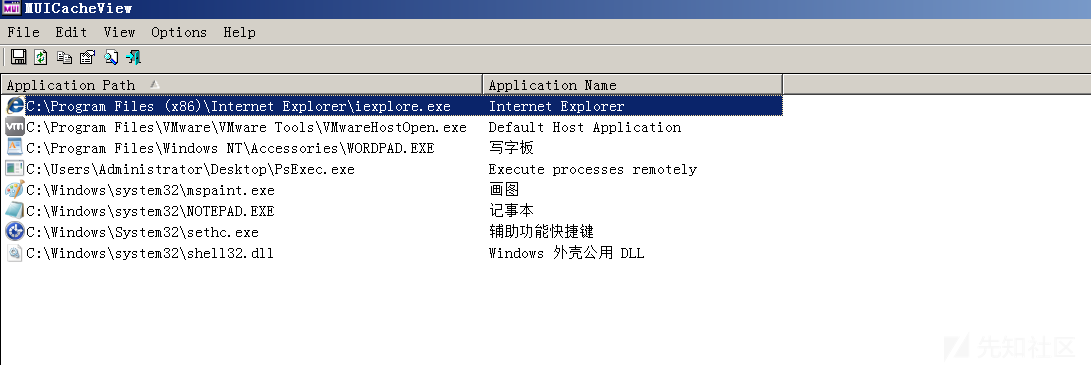 MUICacheView
File Edit View Options Help
Application Path Application Name
C:\Program Files (x86)\Internet Explorer\iexplore.exe Internet Explorer
C:\Program Files\VMware\VMware Tools\VMwareHostOpen.exe Default Host Application
C:\Program Files\Windows NT\Accessories\WORDPAD.EXE 写字板
C:\Users\Administrator\Desktop\PsExec.exe Execute processes remotely
C:\Windows\system32\mspaint.exe 画图
C:\Windows\system32\NOTEPAD.EXE 记事本
C:\Windows\System32\sethc.exe 辅助功能快捷键
C:\Windows\system32\shell32.dll Windows 外壳公用 DLL
先知社区